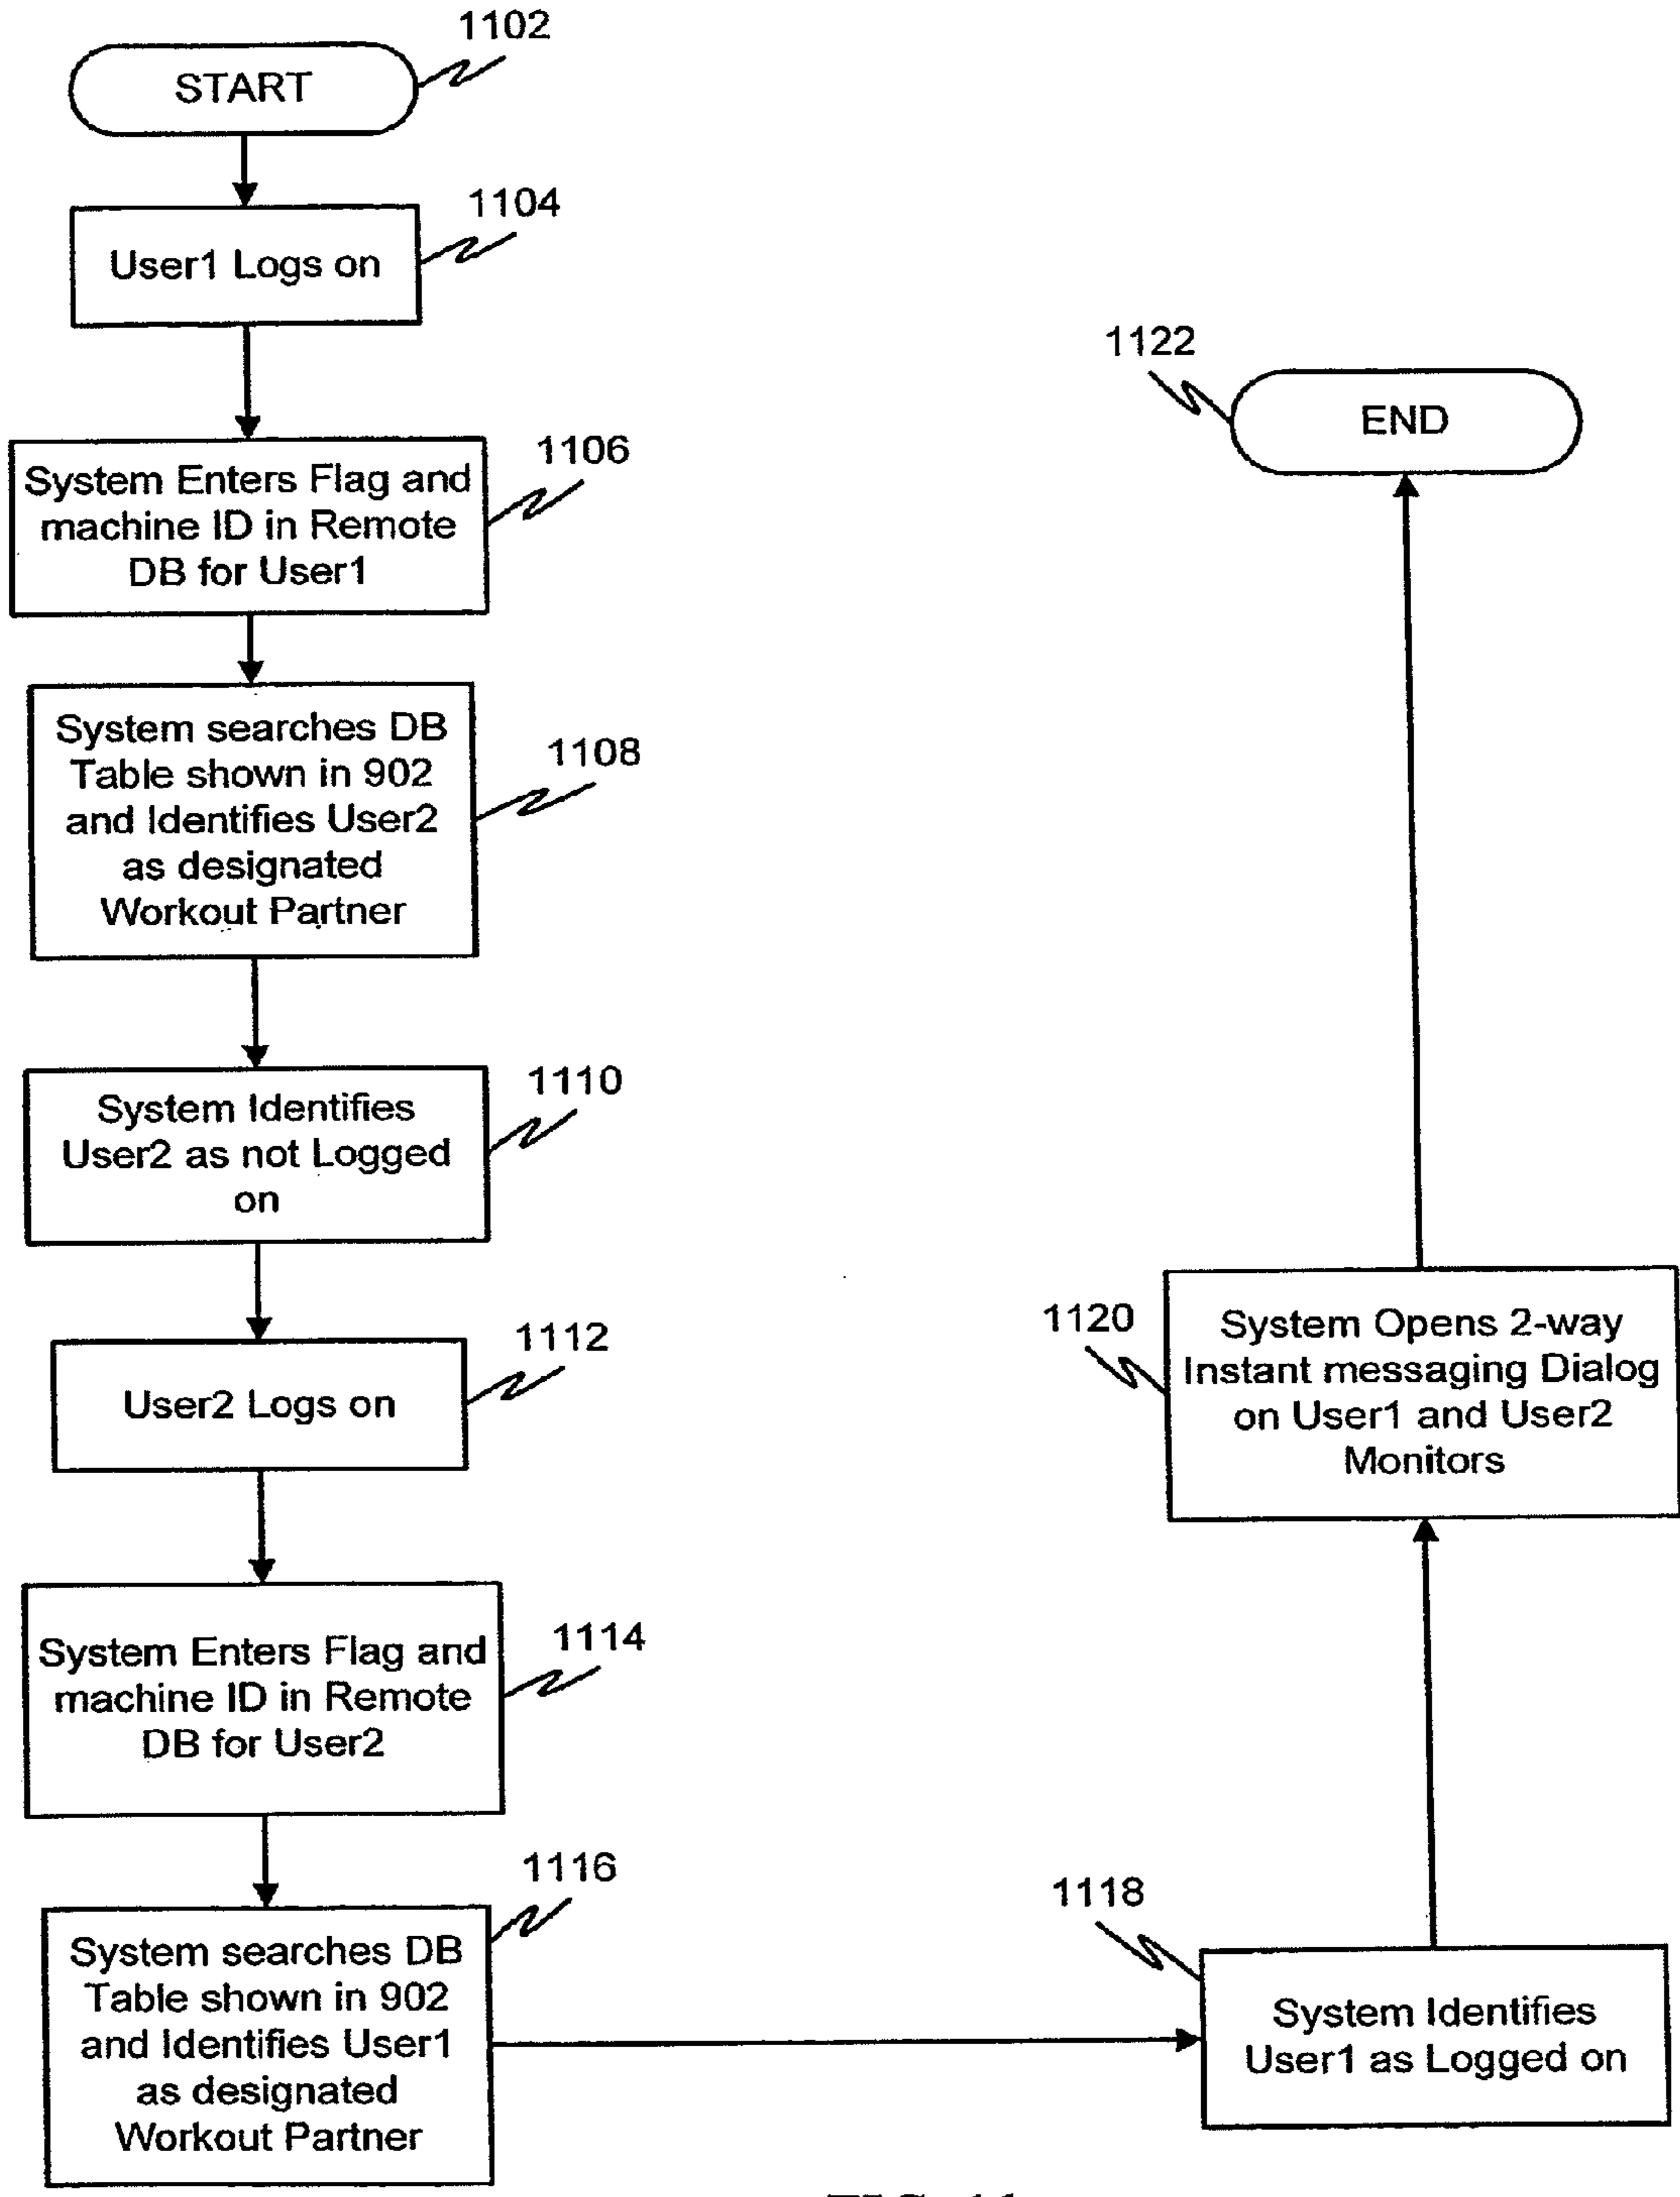 1102
START
1104
User1 Logs on
1106
System Enters Flag and
machine ID in Remote
DB for User1
1108
System searches DB
Table shown in 902
and Identifies User2
as designated
Workout Partner
1110
System Identifies
User2 as not Logged
on
1112
User2 Logs on
1114
System Enters Flag and
machine ID in Remote
DB for User2
1116
System searches DB
Table shown in 902
and Identifies User1
as designated
Workout Partner
1118
System Identifies
User1 as Logged on
1120
System Opens 2-way
Instant messaging Dialog
on User1 and User2
Monitors
1122
END